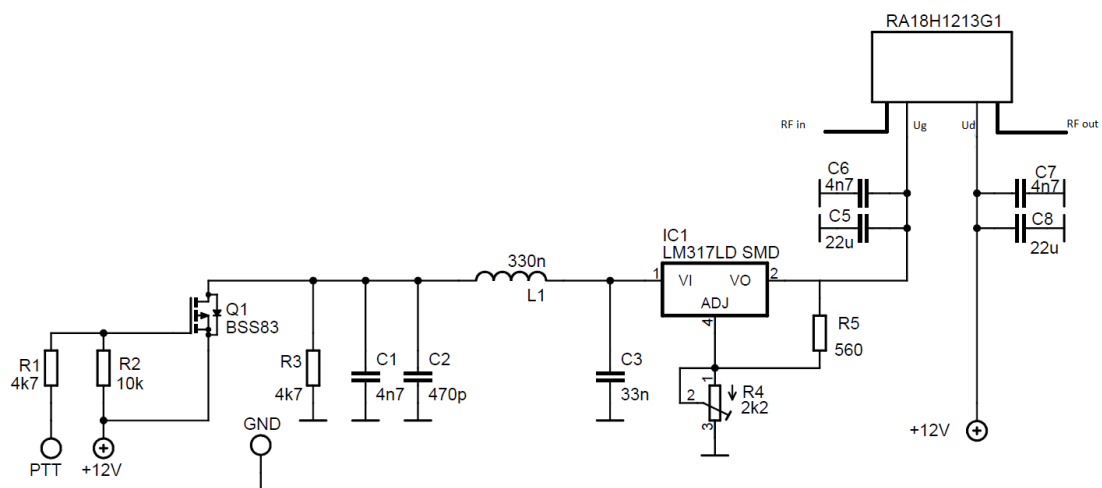 RA18H1213G1
RF in
Ug
Ud
RF out
C6
4n7
C7
4n7
C5
22u
C8
22u
IC1
LM317LD SMD
330n
L1
1
VI
VO
2
ADJ
4
Q1
BSS83
R5
560
R1
4k7
R2
10k
R3
4k7
C1
4n7
C2
470p
C3
33n
1
2
3
R4
2k2
GND
+12V
PTT
+12V